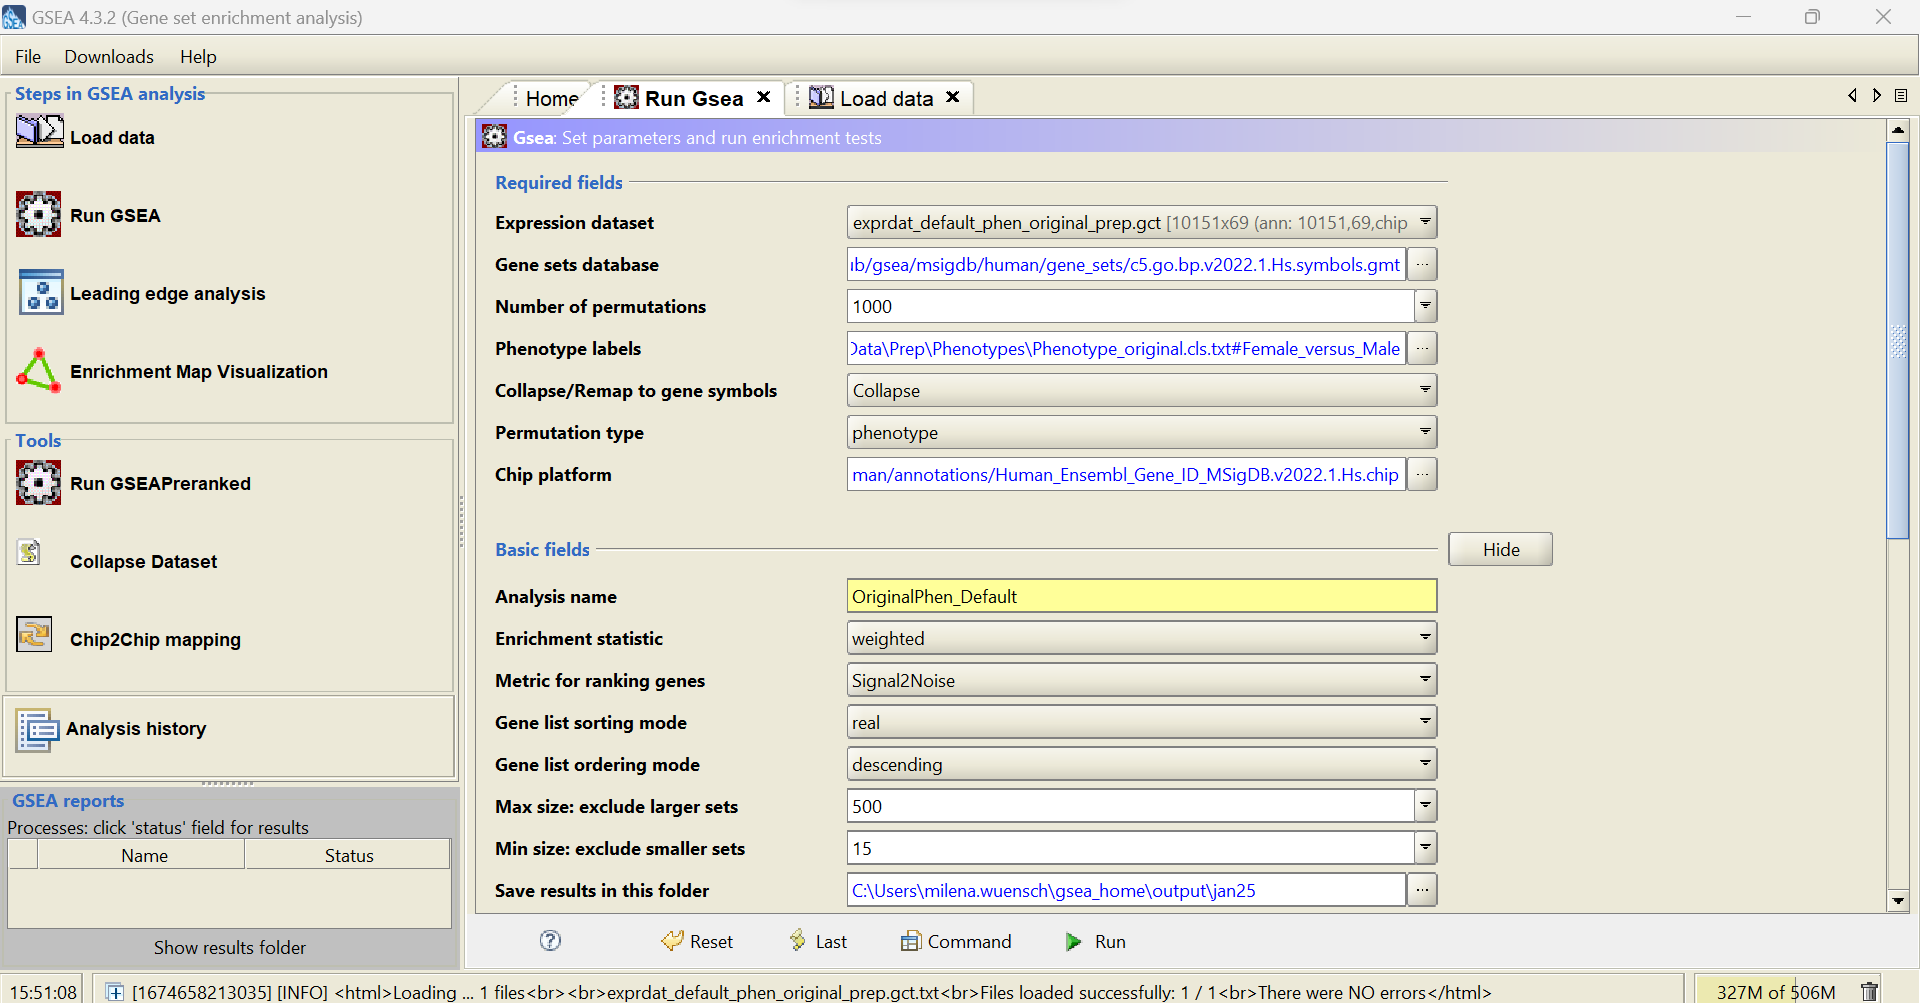 GSEA 4.3.2 (Gene set enrichment analysis)
File Downloads Help
Steps in GSEA analysis
Load data
Run GSEA
Leading edge analysis
Enrichment Map Visualization
Tools
Run GSEAPreranked
Collapse Dataset
Chip2Chip mapping
Analysis history
GSEA reports
Processes: click 'status' field for results
Name Status
Show results folder
Home Run Gsea Load data
Gsea: Set parameters and run enrichment tests
Required fields
Expression dataset exprdat_default_phen_original_prep.gct [10151x69 (ann: 10151,69,chip
Gene sets database ıb/gsea/msigdb/human/gene_sets/c5.go.bp.v2022.1.Hs.symbols.gmt ...
Number of permutations 1000
Phenotype labels Data\Prep\Phenotypes\Phenotype_original.cls.txt#Female_versus_Male ...
Collapse/Remap to gene symbols Collapse
Permutation type phenotype
Chip platform man/annotations/Human_Ensembl_Gene_ID_MSigDB.v2022.1.Hs.chip ...
Basic fields Hide
Analysis name OriginalPhen_Default
Enrichment statistic weighted
Metric for ranking genes Signal2Noise
Gene list sorting mode real
Gene list ordering mode descending
Max size: exclude larger sets 500
Min size: exclude smaller sets 15
Save results in this folder C:\Users\milena.wuensch\gsea_home\output\jan25 ...
? Reset Last Command Run
15:51:08 [1674658213035] [INFO] <html>Loading ... 1 files<br><br>exprdat_default_phen_original_prep.gct.txt<br>Files loaded successfully: 1 / 1<br>There were NO errors</html> 327M of 506M